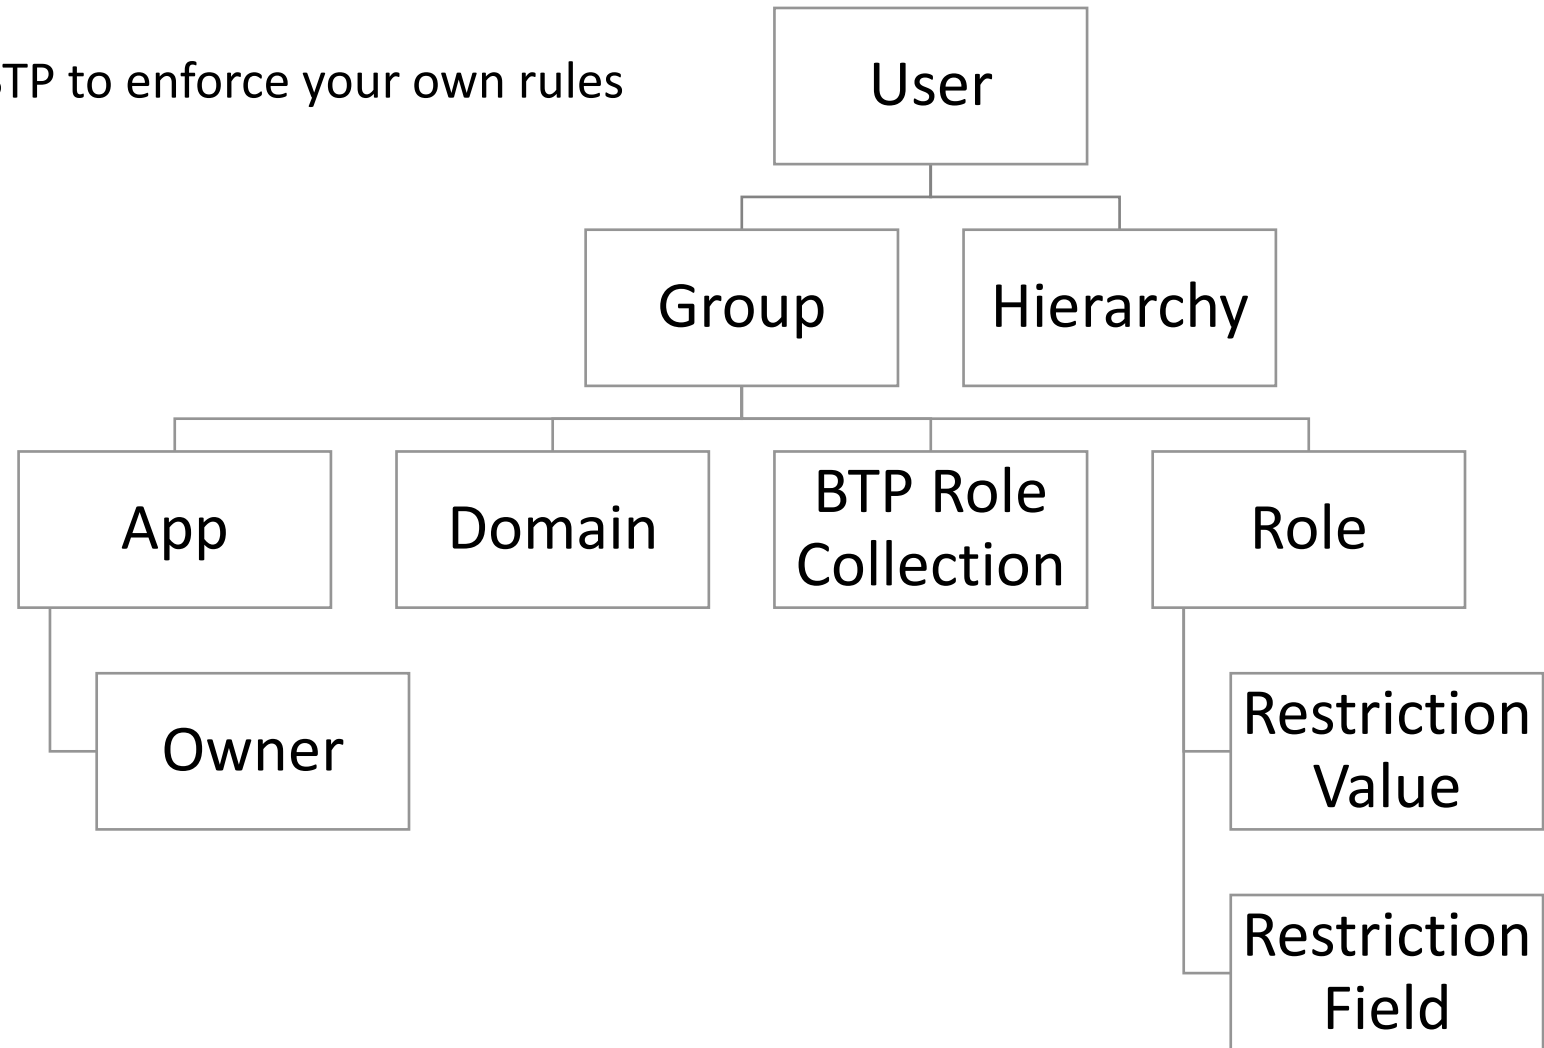 BTP to enforce your own rules
User
Group
Hierarchy
App
Domain
BTP Role
Collection
Role
Owner
Restriction
Value
Restriction
Field